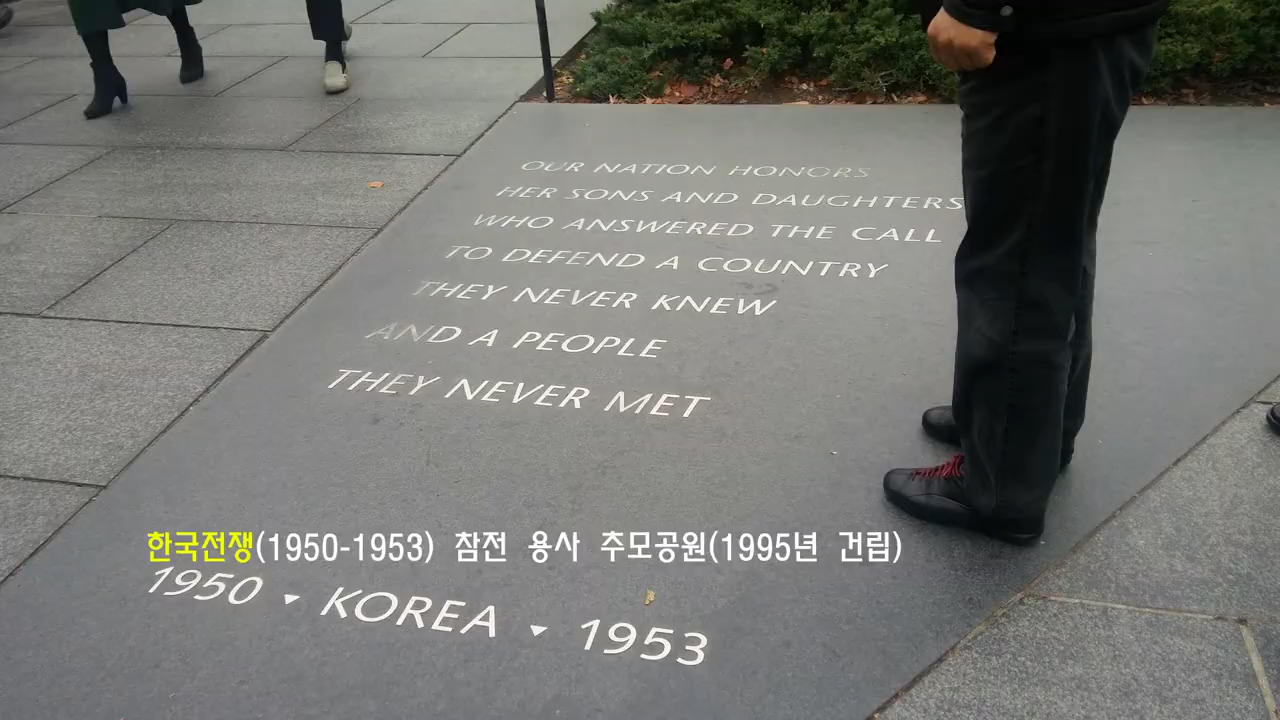 OUR NATION HONORS
HER SONS AND DAUGHTERS
WHO ANSWERED THE CALL
TO DEFEND A COUNTRY
THEY NEVER KNEW
AND A PEOPLE
THEY NEVER MET
한국전쟁(1950-1953) 참전 용사 추모공원(1995년 건립)
1950 ▾ KOREA ▾ 1953